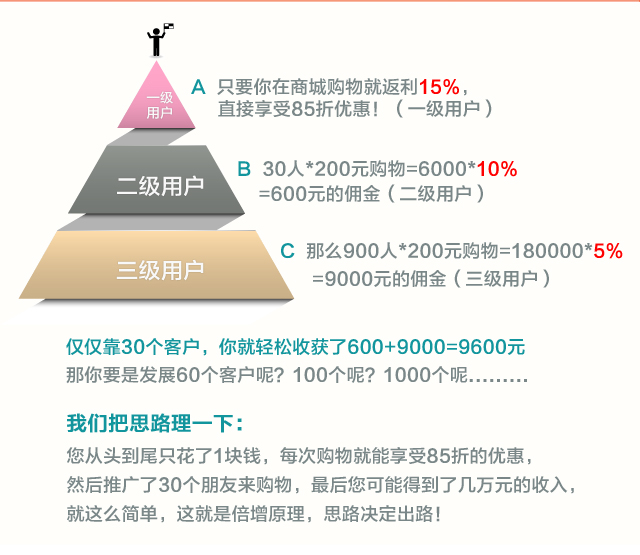 一级
用户
A 只要你在商城购物就返利15%，
直接享受85折优惠！（一级用户）
二级用户
B 30人*200元购物=6000*10%
=600元的佣金（二级用户）
三级用户
C 那么900人*200元购物=180000*5%
=9000元的佣金（三级用户）
仅仅靠30个客户，你就轻松收获了600+9000=9600元
那你要是发展60个客户呢？100个呢？1000个呢………
我们把思路理一下：
您从头到尾只花了1块钱，每次购物就能享受85折的优惠，
然后推广了30个朋友来购物，最后您可能得到了几万元的收入，
就这么简单，这就是倍增原理，思路决定出路！